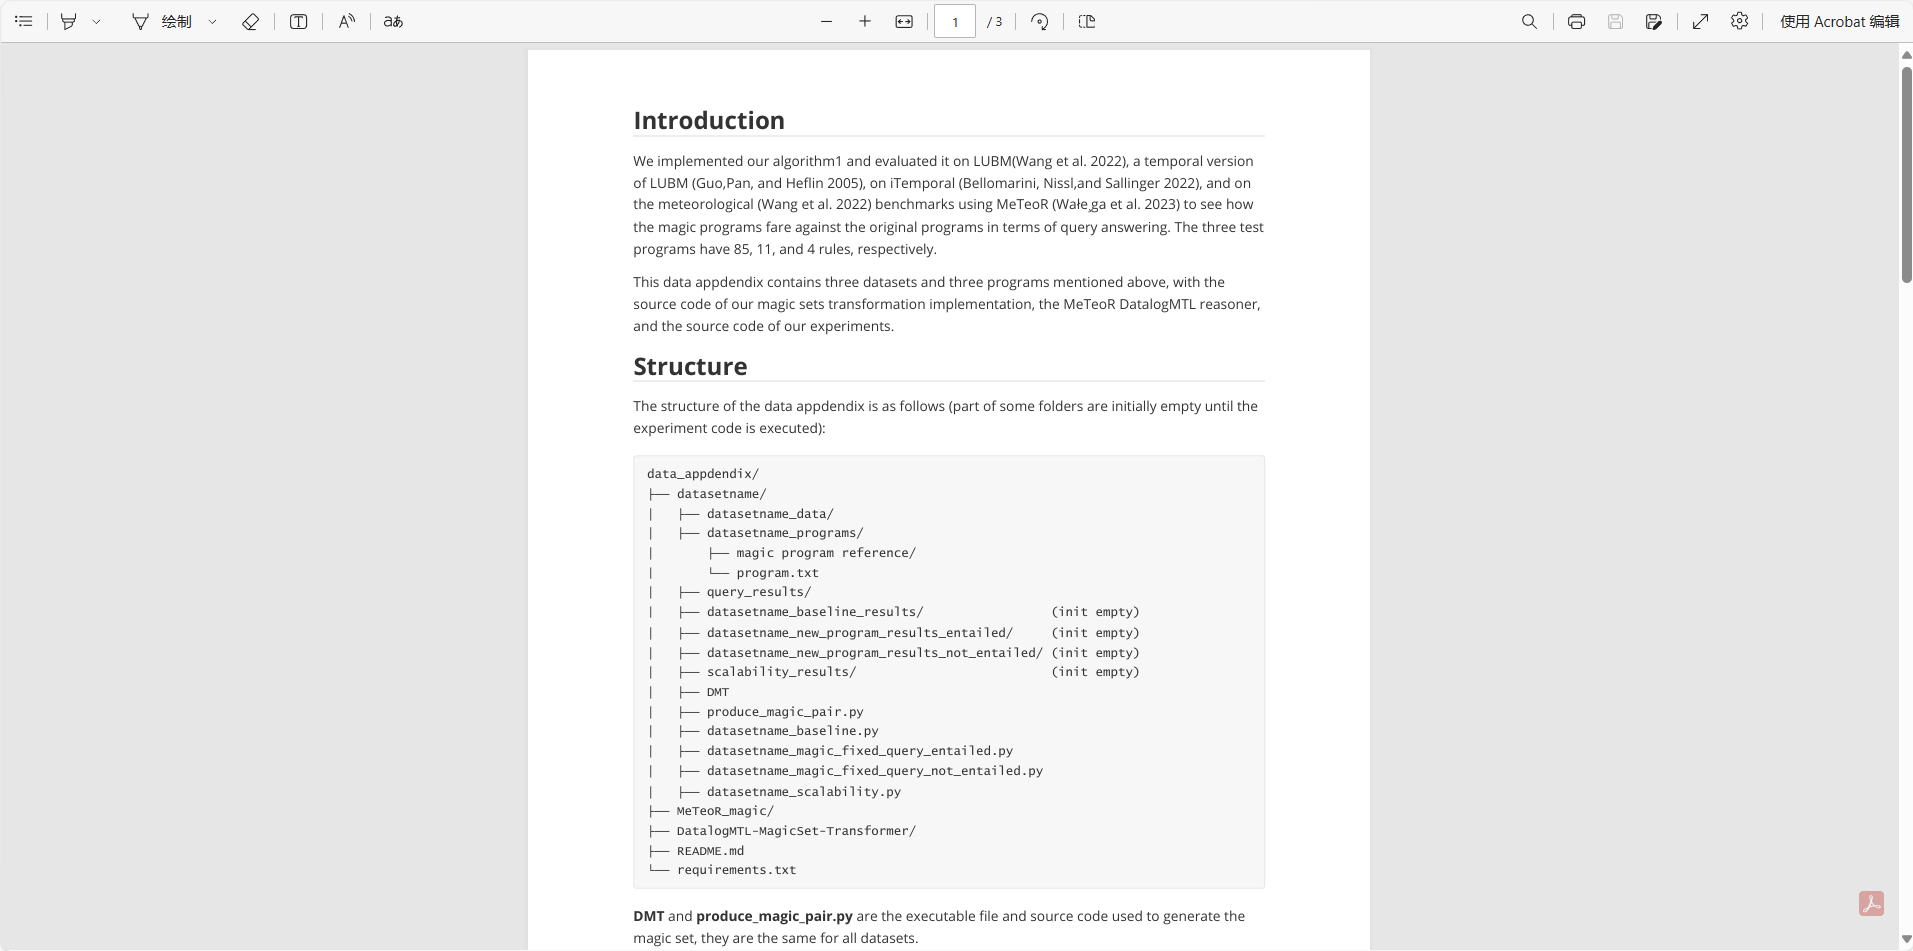 绘制
aあ
1 / 3
使用 Acrobat 编辑
Introduction
We implemented our algorithm1 and evaluated it on LUBM(Wang et al. 2022), a temporal version
of LUBM (Guo,Pan, and Heflin 2005), on iTemporal (Bellomarini, Nissl,and Sallinger 2022), and on
the meteorological (Wang et al. 2022) benchmarks using MeTeoR (Wałe¸ga et al. 2023) to see how
the magic programs fare against the original programs in terms of query answering. The three test
programs have 85, 11, and 4 rules, respectively.
This data appdendix contains three datasets and three programs mentioned above, with the
source code of our magic sets transformation implementation, the MeTeoR DatalogMTL reasoner,
and the source code of our experiments.
Structure
The structure of the data appdendix is as follows (part of some folders are initially empty until the
experiment code is executed):
data_appdendix/
├── datasetname/
│   ├── datasetname_data/
│   ├── datasetname_programs/
│       ├── magic program reference/
│       └── program.txt
│   ├── query_results/
│   ├── datasetname_baseline_results/                 (init empty)
│   ├── datasetname_new_program_results_entailed/     (init empty)
│   ├── datasetname_new_program_results_not_entailed/ (init empty)
│   ├── scalability_results/                          (init empty)
│   ├── DMT
│   ├── produce_magic_pair.py
│   ├── datasetname_baseline.py
│   ├── datasetname_magic_fixed_query_entailed.py
│   ├── datasetname_magic_fixed_query_not_entailed.py
│   ├── datasetname_scalability.py
├── MeTeoR_magic/
├── DatalogMTL-MagicSet-Transformer/
├── README.md
└── requirements.txt
DMT and produce_magic_pair.py are the executable file and source code used to generate the
magic set, they are the same for all datasets.